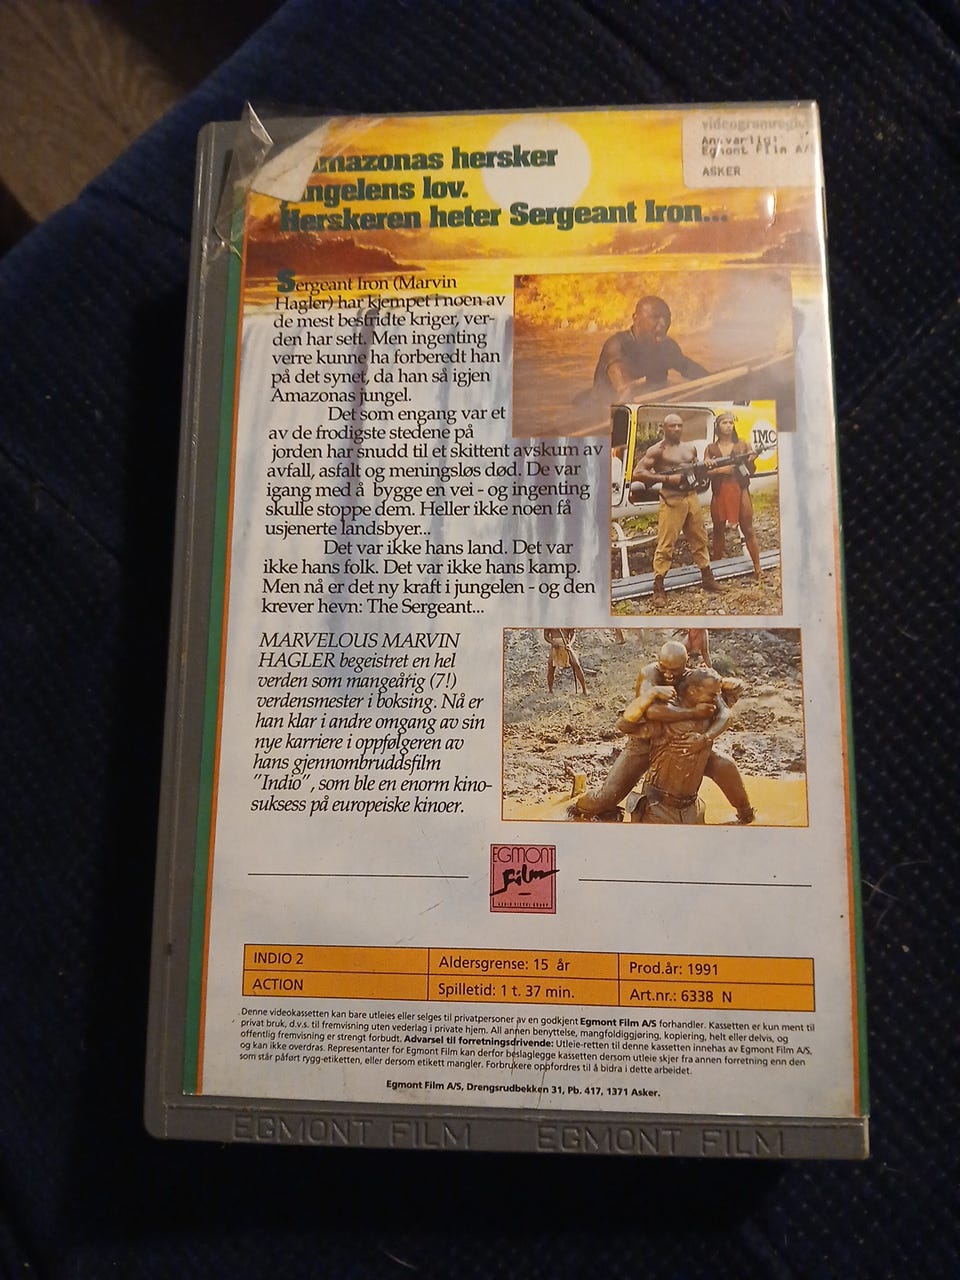 Amazonas hersker
ngelens lov.
Herskeren heter Sergeant Iron...
videogramregis
Ansvarlig:
Egmont Film A/
ASKER
Sergeant Iron (Marvin
Hagler) har kjempet i noen av
de mest bestridte kriger, ver-
den har sett. Men ingenting
verre kunne ha forberedt han
på det synet, da han så igjen
Amazonas jungel.
Det som engang var et
av de frodigste stedene på
jorden har snudd til et skittent avskum av
avfall, asfalt og meningsløs død. De var
igang med å bygge en vei - og ingenting
skulle stoppe dem. Heller ikke noen få
usjenerte landsbyer...
Det var ikke hans land. Det var
ikke hans folk. Det var ikke hans kamp.
Men nå er det ny kraft i jungelen - og den
krever hevn: The Sergeant...
IMC
MARVELOUS MARVIN
HAGLER begeistret en hel
verden som mangeårig (7!)
verdensmester i boksing. Nå er
han klar i andre omgang av sin
nye karriere i oppfølgeren av
hans gjennombruddsfilm
"Indio", som ble en enorm kino-
suksess på europeiske kinoer.
EGMONT
Film
INDIO 2 Aldersgrense: 15 år Prod.år: 1991
ACTION Spilletid: 1 t. 37 min. Art.nr.: 6338 N
Denne videokassetten kan bare utleies eller selges til privatpersoner av en godkjent Egmont Film A/S forhandler. Kassetten er kun ment til
privat bruk, d.v.s. til fremvisning uten vederlag i private hjem. All annen benyttelse, mangfoldiggjøring, kopiering, helt eller delvis, og
offentlig fremvisning er strengt forbudt. Advarsel til forretningsdrivende: Utleie-retten til denne kassetten innehas av Egmont Film A/S,
og kan ikke overdras. Representanter for Egmont Film kan derfor beslaglegge kassetten dersom utleie skjer fra annen forretning enn den
som står påført rygg-etiketten, eller dersom etikett mangler. Forbrukere oppfordres til å bidra i dette arbeidet.
Egmont Film A/S, Drengsrudbekken 31, Pb. 417, 1371 Asker.
EGMONT FILM EGMONT FILM